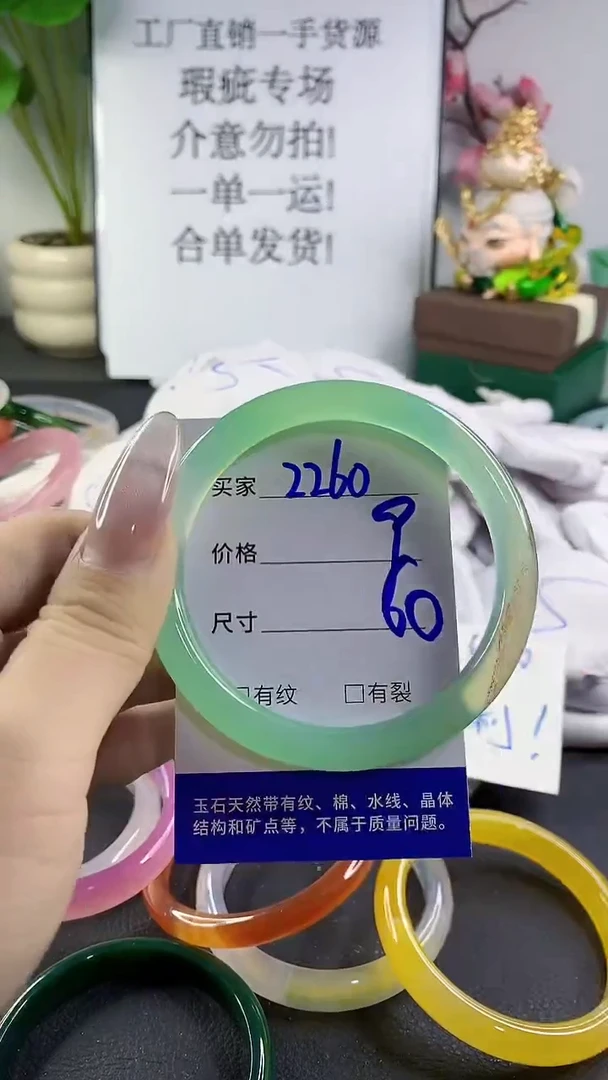 工厂直销一手货源
瑕疵专场
介意勿拍!
一单一运!
合单发货!
买家 2260
价格
尺寸 60
□有纹 □有裂
玉石天然带有纹、棉、水线、晶体
结构和矿点等，不属于质量问题。